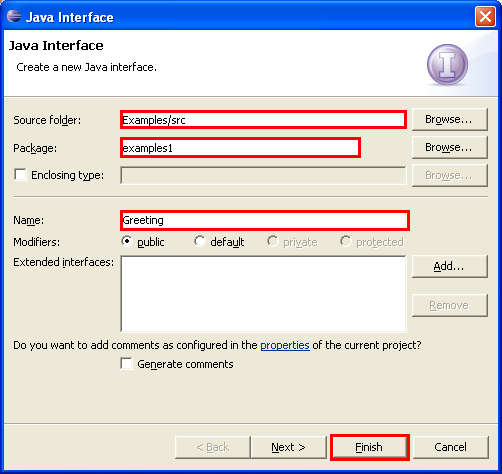 Java Interface
Java Interface
Create a new Java interface.
Source folder: Examples/src Browse...
Package: examples1 Browse...
Enclosing type: Browse...
Name: Greeting
Modifiers: public default private protected
Extended interfaces: Add...
Remove
Do you want to add comments as configured in the properties of the current project?
Generate comments
< Back Next > Finish Cancel